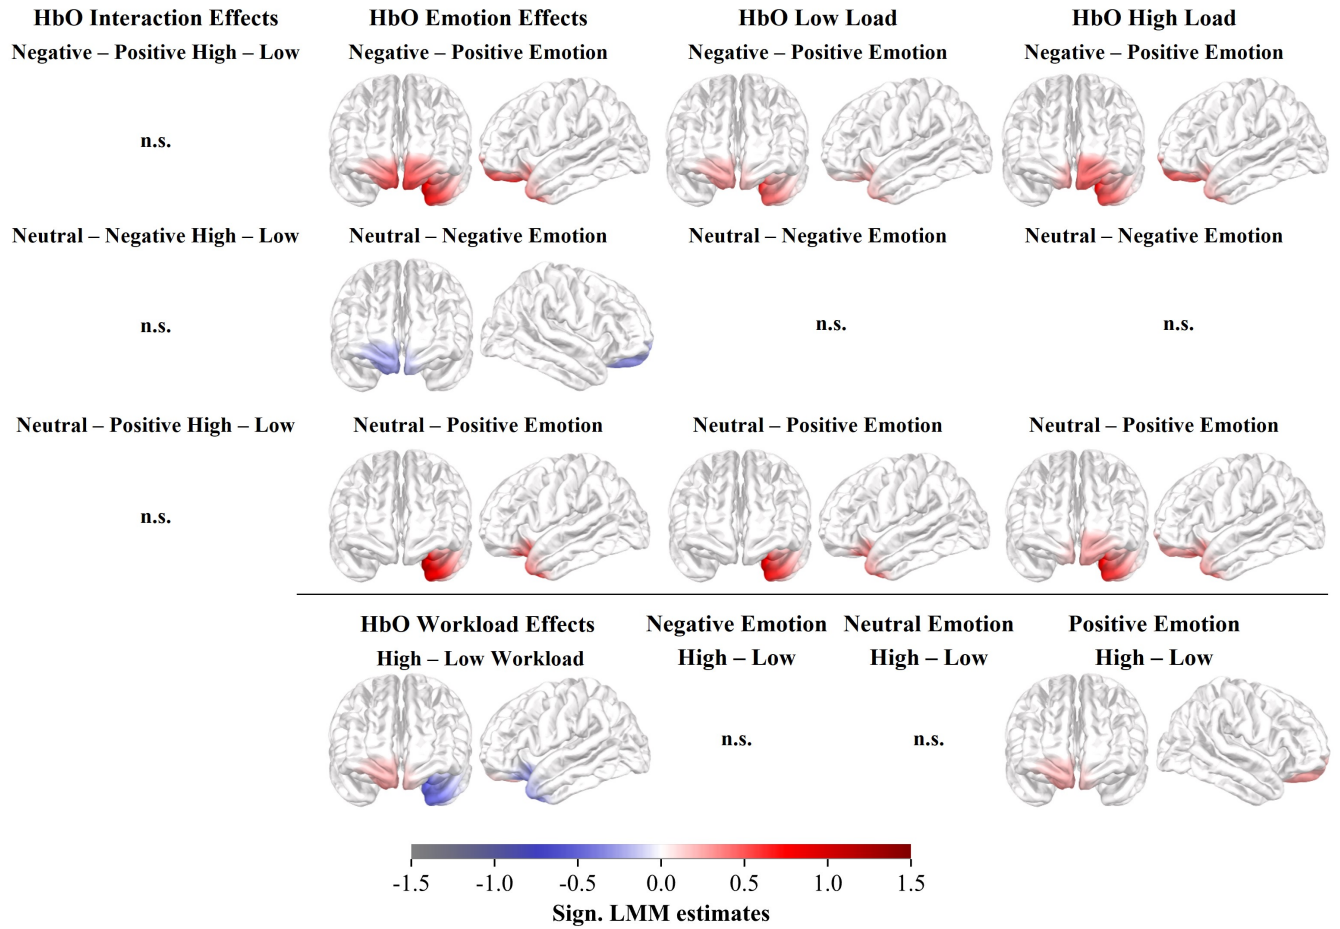 HbO Interaction Effects HbO Emotion Effects HbO Low Load HbO High Load
Negative – Positive High – Low Negative – Positive Emotion Negative – Positive Emotion Negative – Positive Emotion
n.s.
Neutral – Negative High – Low Neutral – Negative Emotion Neutral – Negative Emotion Neutral – Negative Emotion
n.s. n.s. n.s.
Neutral – Positive High – Low Neutral – Positive Emotion Neutral – Positive Emotion Neutral – Positive Emotion
n.s.
HbO Workload Effects Negative Emotion Neutral Emotion Positive Emotion
High – Low Workload High – Low High – Low High – Low
n.s. n.s.
-1.5 -1.0 -0.5 0.0 0.5 1.0 1.5
Sign. LMM estimates